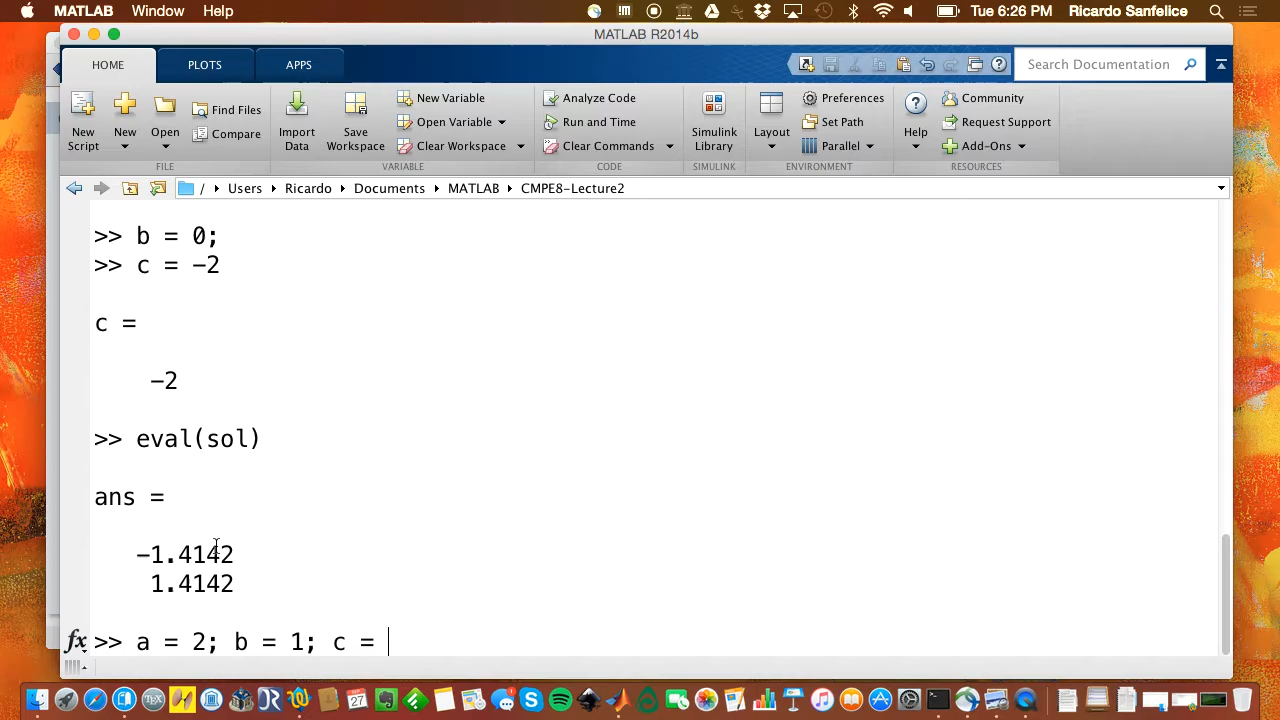 MATLAB Window Help Tue 6:26 PM Ricardo Sanfelice
MATLAB R2014b
HOME PLOTS APPS Search Documentation
New Script New Open Find Files Compare Import Data Save Workspace New Variable Open Variable Clear Workspace Analyze Code Run and Time Clear Commands Simulink Library Layout Preferences Set Path Parallel Help Community Request Support Add-Ons
FILE VARIABLE CODE SIMULINK ENVIRONMENT RESOURCES
/ Users Ricardo Documents MATLAB CMPE8-Lecture2
>> b = 0;
>> c = -2
c =
-2
>> eval(sol)
ans =
-1.4142
1.4142
fx >> a = 2; b = 1; c =